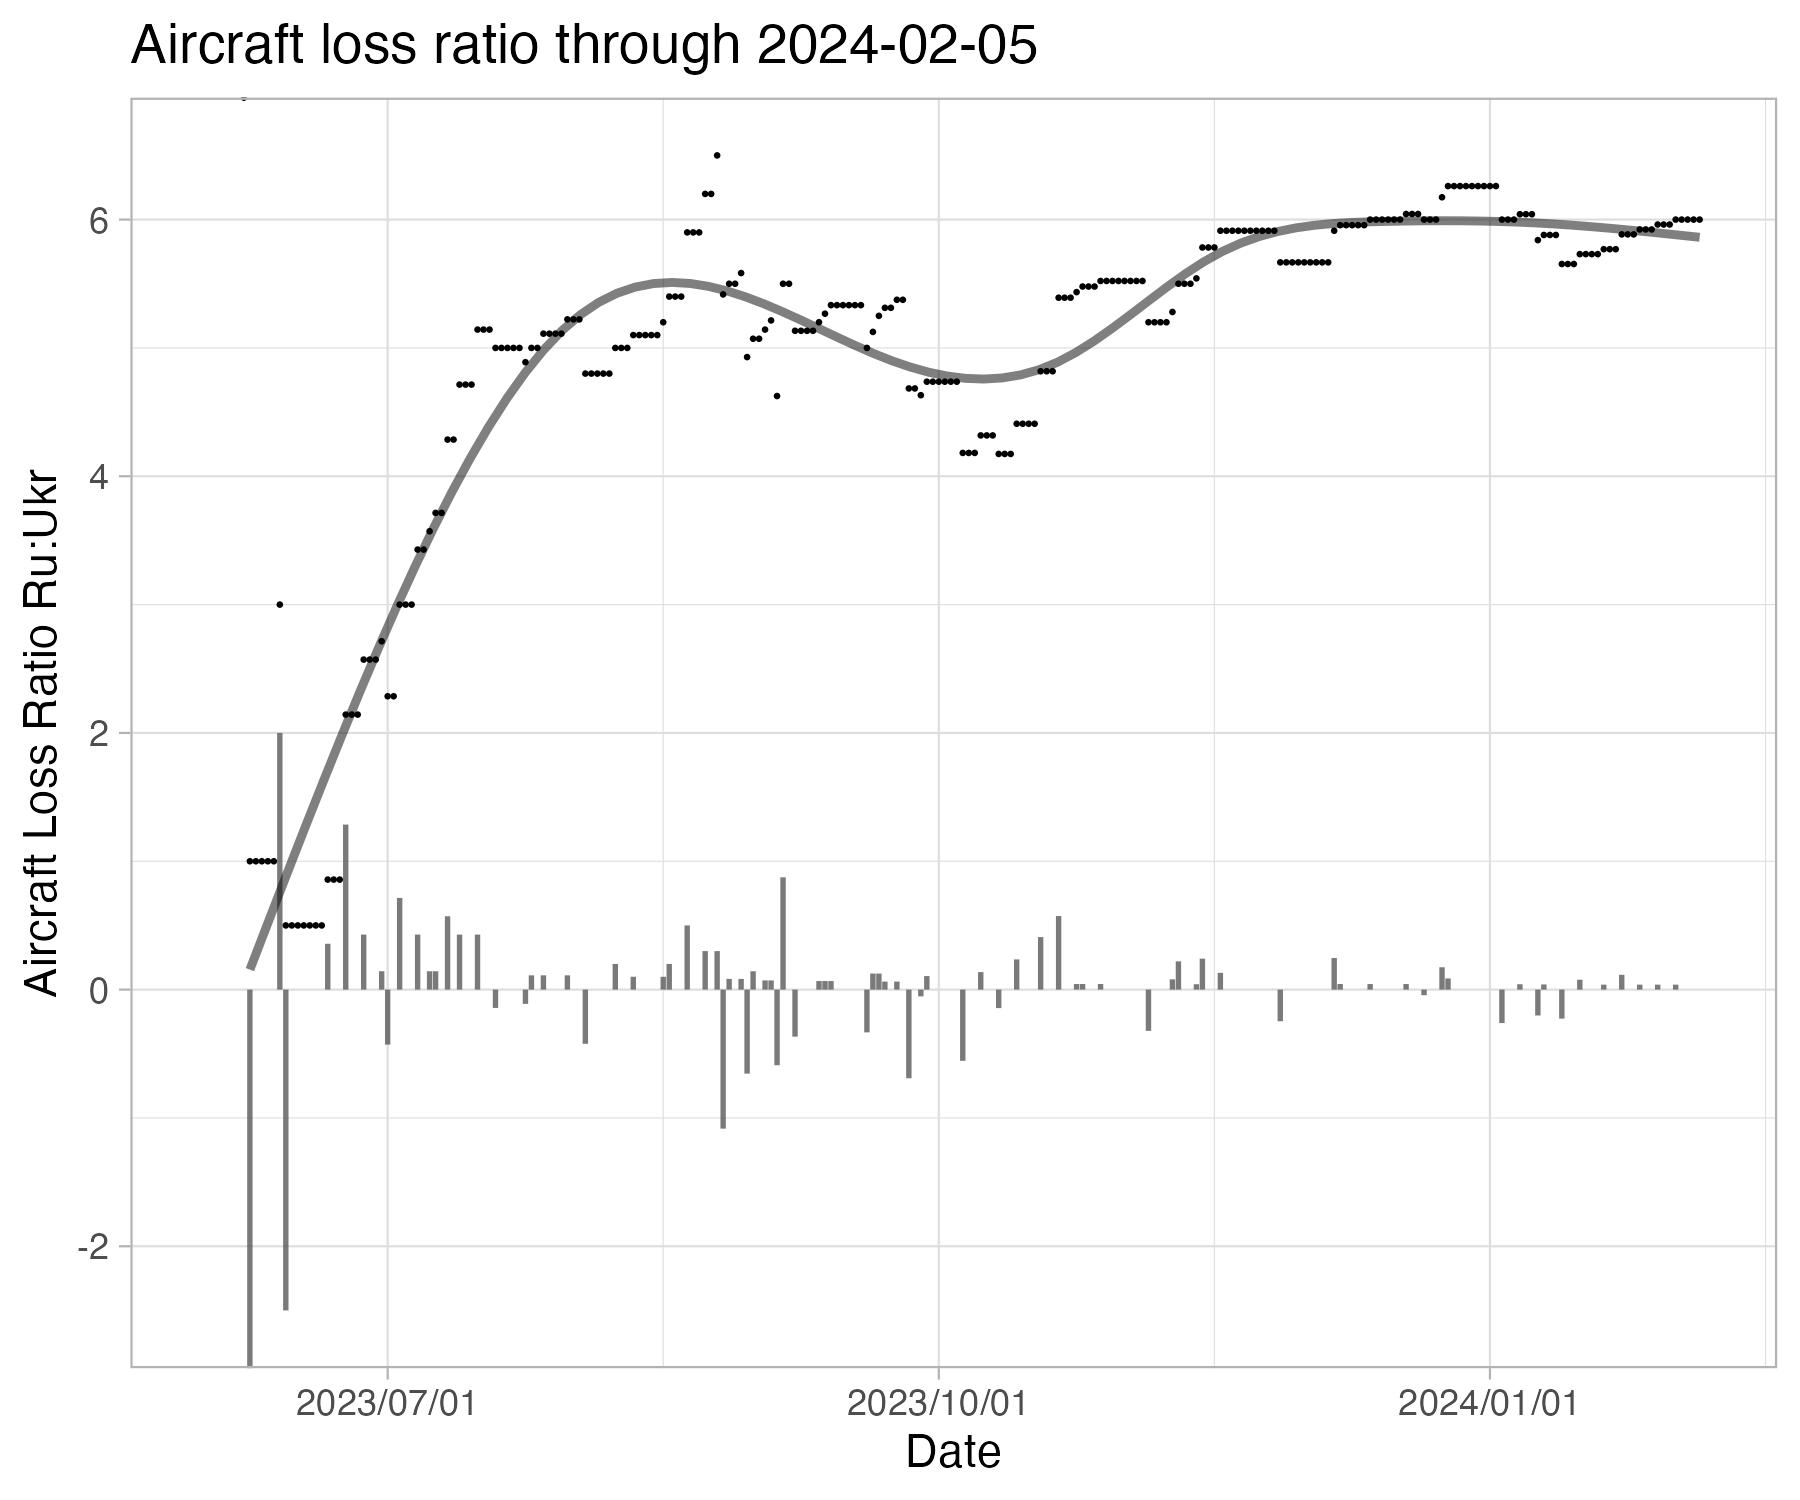 Aircraft loss ratio through 2024-02-05
Aircraft Loss Ratio Ru:Ukr
6
4
2
0
-2
2023/07/01
2023/10/01
2024/01/01
Date